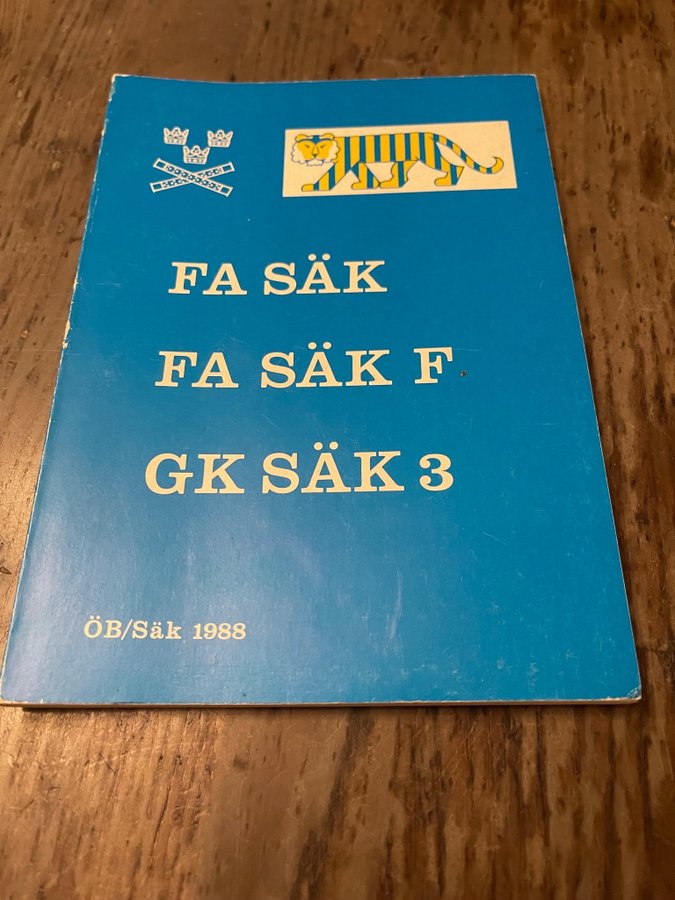 FA SÄK
FA SÄK F
GK SÄK 3
ÖB/Säk 1988